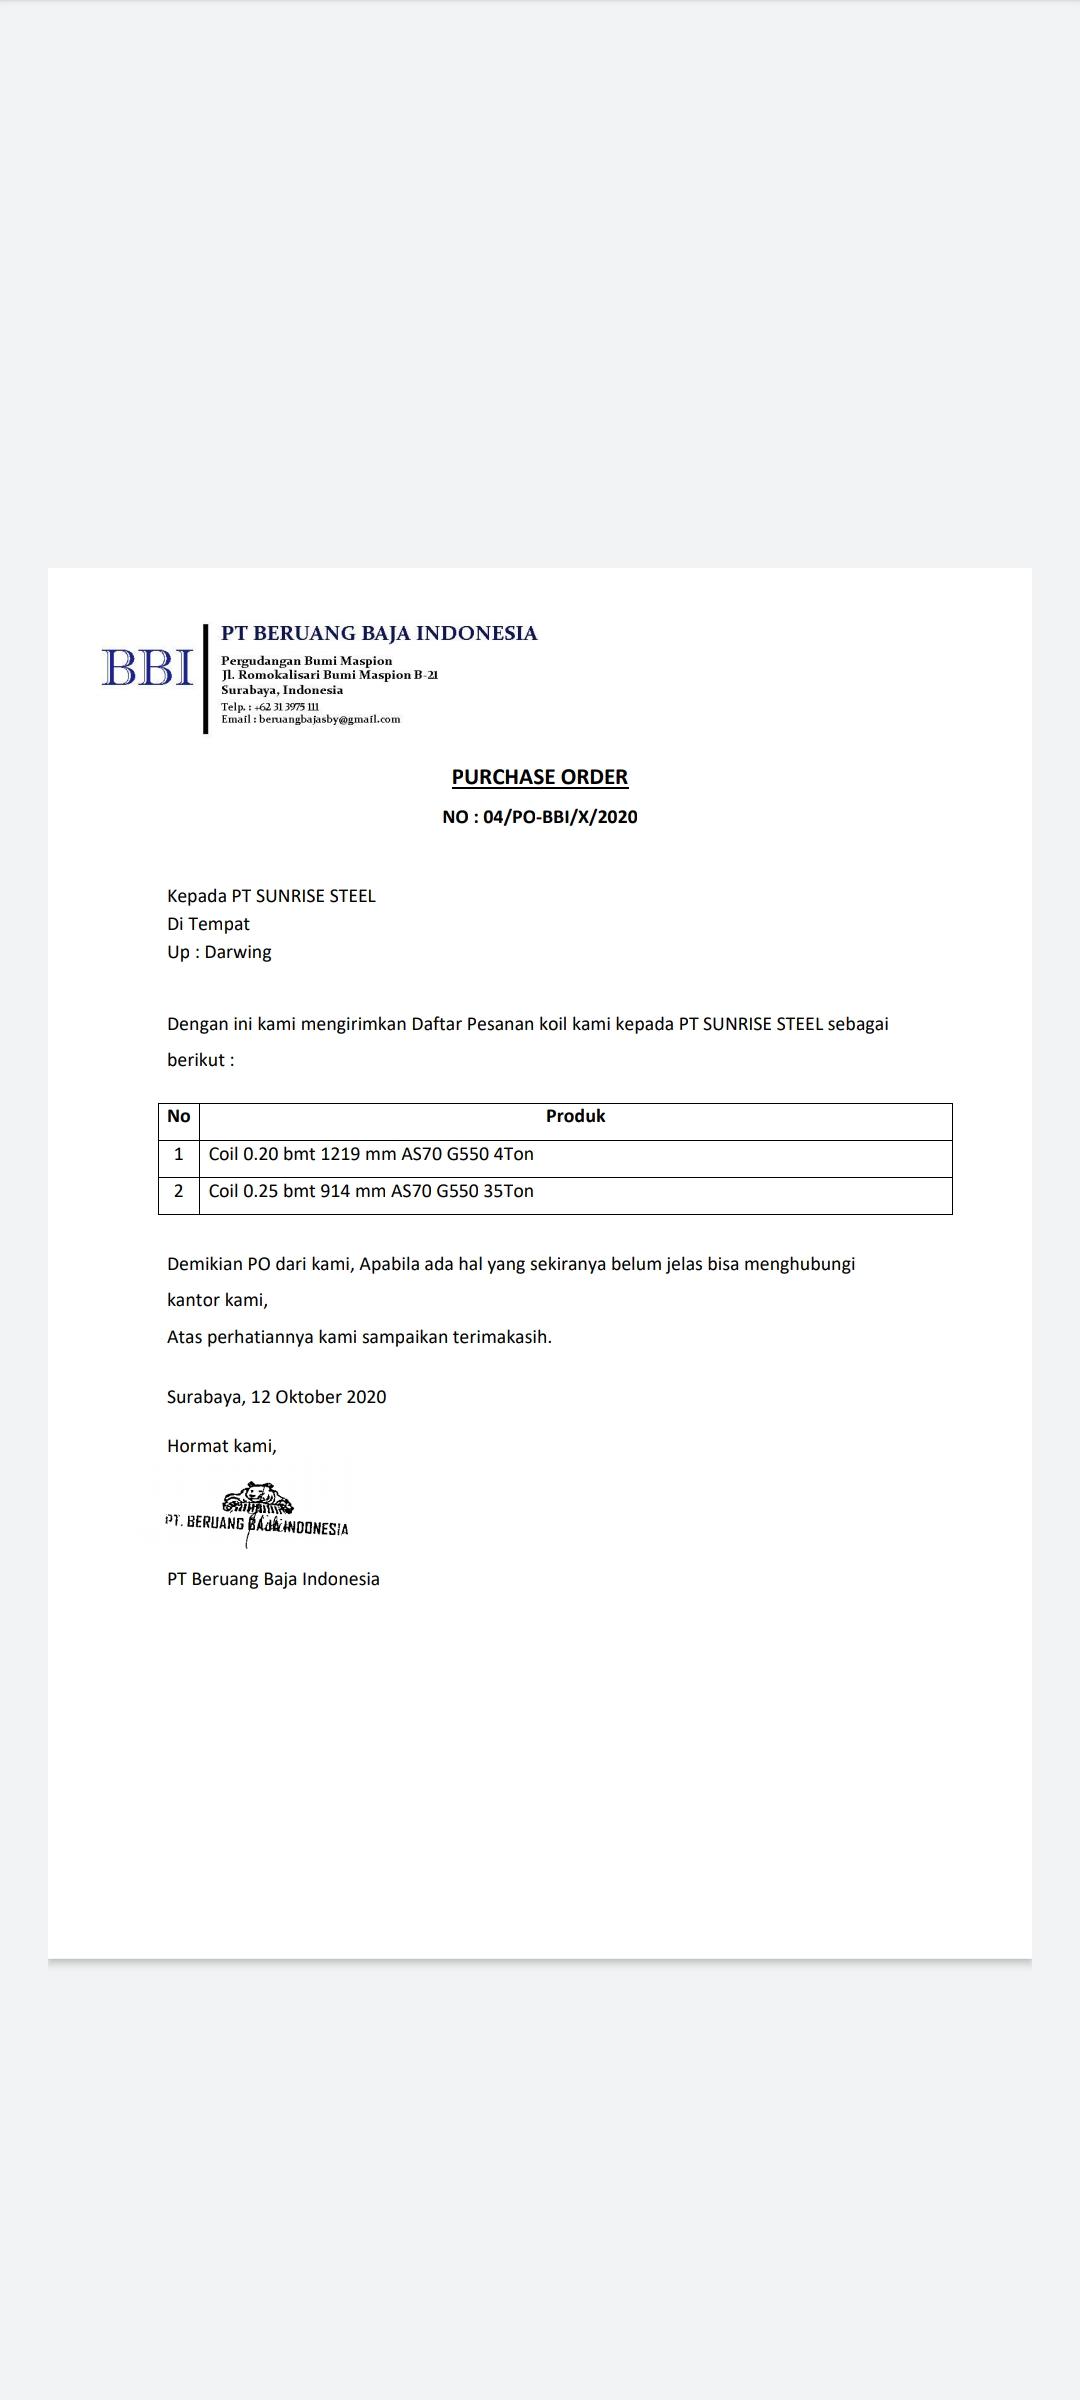 BBI
PT BERUANG BAJA INDONESIA
Pergudangan Bumi Maspion
Jl. Romokalisari Bumi Maspion B-21
Surabaya, Indonesia
Telp. : +62 31 3975 111
Email : beruangbajasby@gmail.com
PURCHASE ORDER
NO : 04/PO-BBI/X/2020
Kepada PT SUNRISE STEEL
Di Tempat
Up : Darwing
Dengan ini kami mengirimkan Daftar Pesanan koil kami kepada PT SUNRISE STEEL sebagai
berikut :
No Produk
1 Coil 0.20 bmt 1219 mm AS70 G550 4Ton
2 Coil 0.25 bmt 914 mm AS70 G550 35Ton
Demikian PO dari kami, Apabila ada hal yang sekiranya belum jelas bisa menghubungi
kantor kami,
Atas perhatiannya kami sampaikan terimakasih.
Surabaya, 12 Oktober 2020
Hormat kami,
PT. BERUANG BAJA INDONESIA
PT Beruang Baja Indonesia